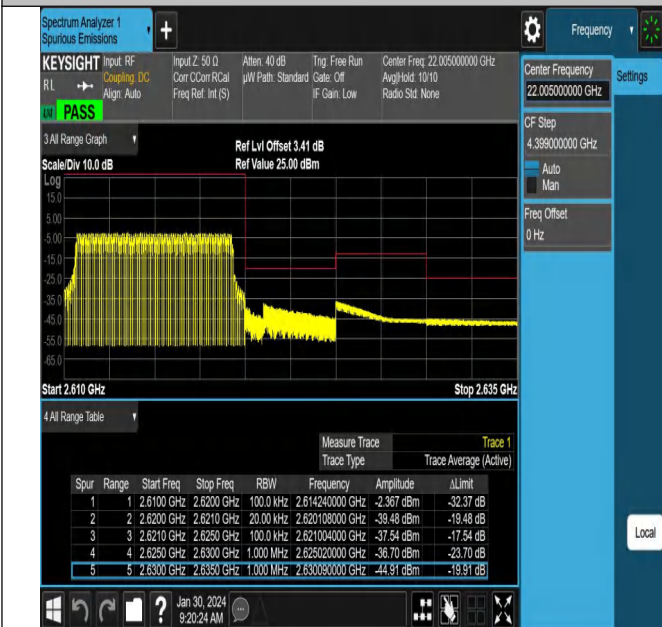 Spectrum Analyzer 1
Spurious Emissions
Frequency
KEYSIGHT
RL
Input: RF
Coupling: DC
Align: Auto
Input Z: 50 Ω
Corr CCorr RCal
Freq Ref: Int (S)
Atten: 40 dB
µW Path: Standard
Trig: Free Run
Gate: Off
IF Gain: Low
Center Freq: 22.005000000 GHz
Avg|Hold: 10/10
Radio Std: None
PASS
3 All Range Graph
Scale/Div 10.0 dB
Ref Lvl Offset 3.41 dB
Ref Value 25.00 dBm
Log
15.0
5.00
-5.00
-15.0
-25.0
-35.0
-45.0
-55.0
-65.0
Start 2.610 GHz
Stop 2.635 GHz
4 All Range Table
Measure Trace Trace 1
Trace Type Trace Average (Active)
Spur Range Start Freq Stop Freq RBW Frequency Amplitude ΔLimit
1 1 2.6100 GHz 2.6200 GHz 100.0 kHz 2.614240000 GHz -2.367 dBm -32.37 dB
2 2 2.6200 GHz 2.6210 GHz 20.00 kHz 2.620108000 GHz -39.48 dBm -19.48 dB
3 3 2.6210 GHz 2.6250 GHz 100.0 kHz 2.621004000 GHz -37.54 dBm -17.54 dB
4 4 2.6250 GHz 2.6300 GHz 1.000 MHz 2.625020000 GHz -36.70 dBm -23.70 dB
5 5 2.6300 GHz 2.6350 GHz 1.000 MHz 2.630090000 GHz -44.91 dBm -19.91 dB
Jan 30, 2024
9:20:24 AM
Center Frequency
22.005000000 GHz
Settings
CF Step
4.399000000 GHz
Auto
Man
Freq Offset
0 Hz
Local